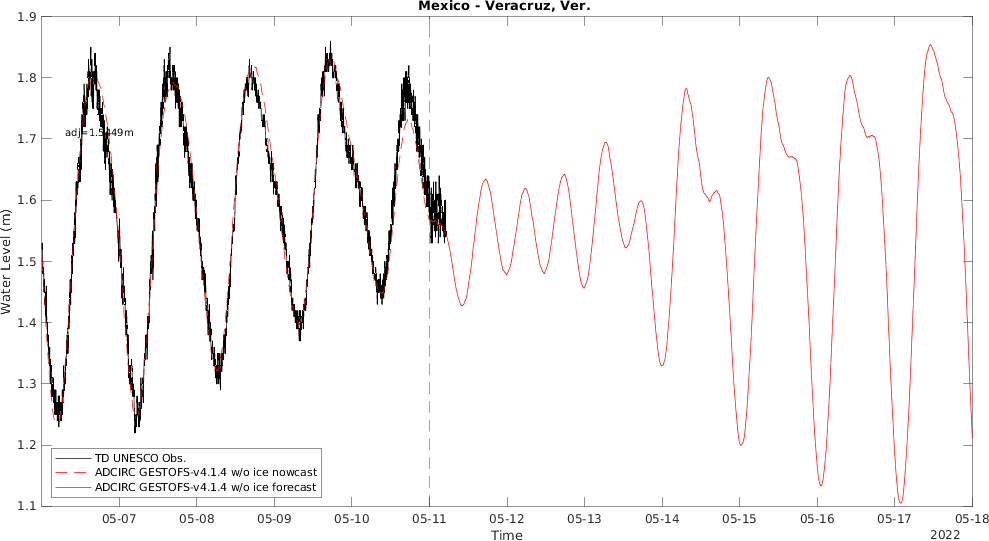 Mexico - Veracruz, Ver.
1.9
1.8
1.7
1.6
1.5
1.4
1.3
1.2
1.1
Water Level (m)
adj=1.5449m
TD UNESCO Obs.
ADCIRC GESTOFS-v4.1.4 w/o ice nowcast
ADCIRC GESTOFS-v4.1.4 w/o ice forecast
05-07 05-08 05-09 05-10 05-11 05-12 05-13 05-14 05-15 05-16 05-17 05-18
Time
2022